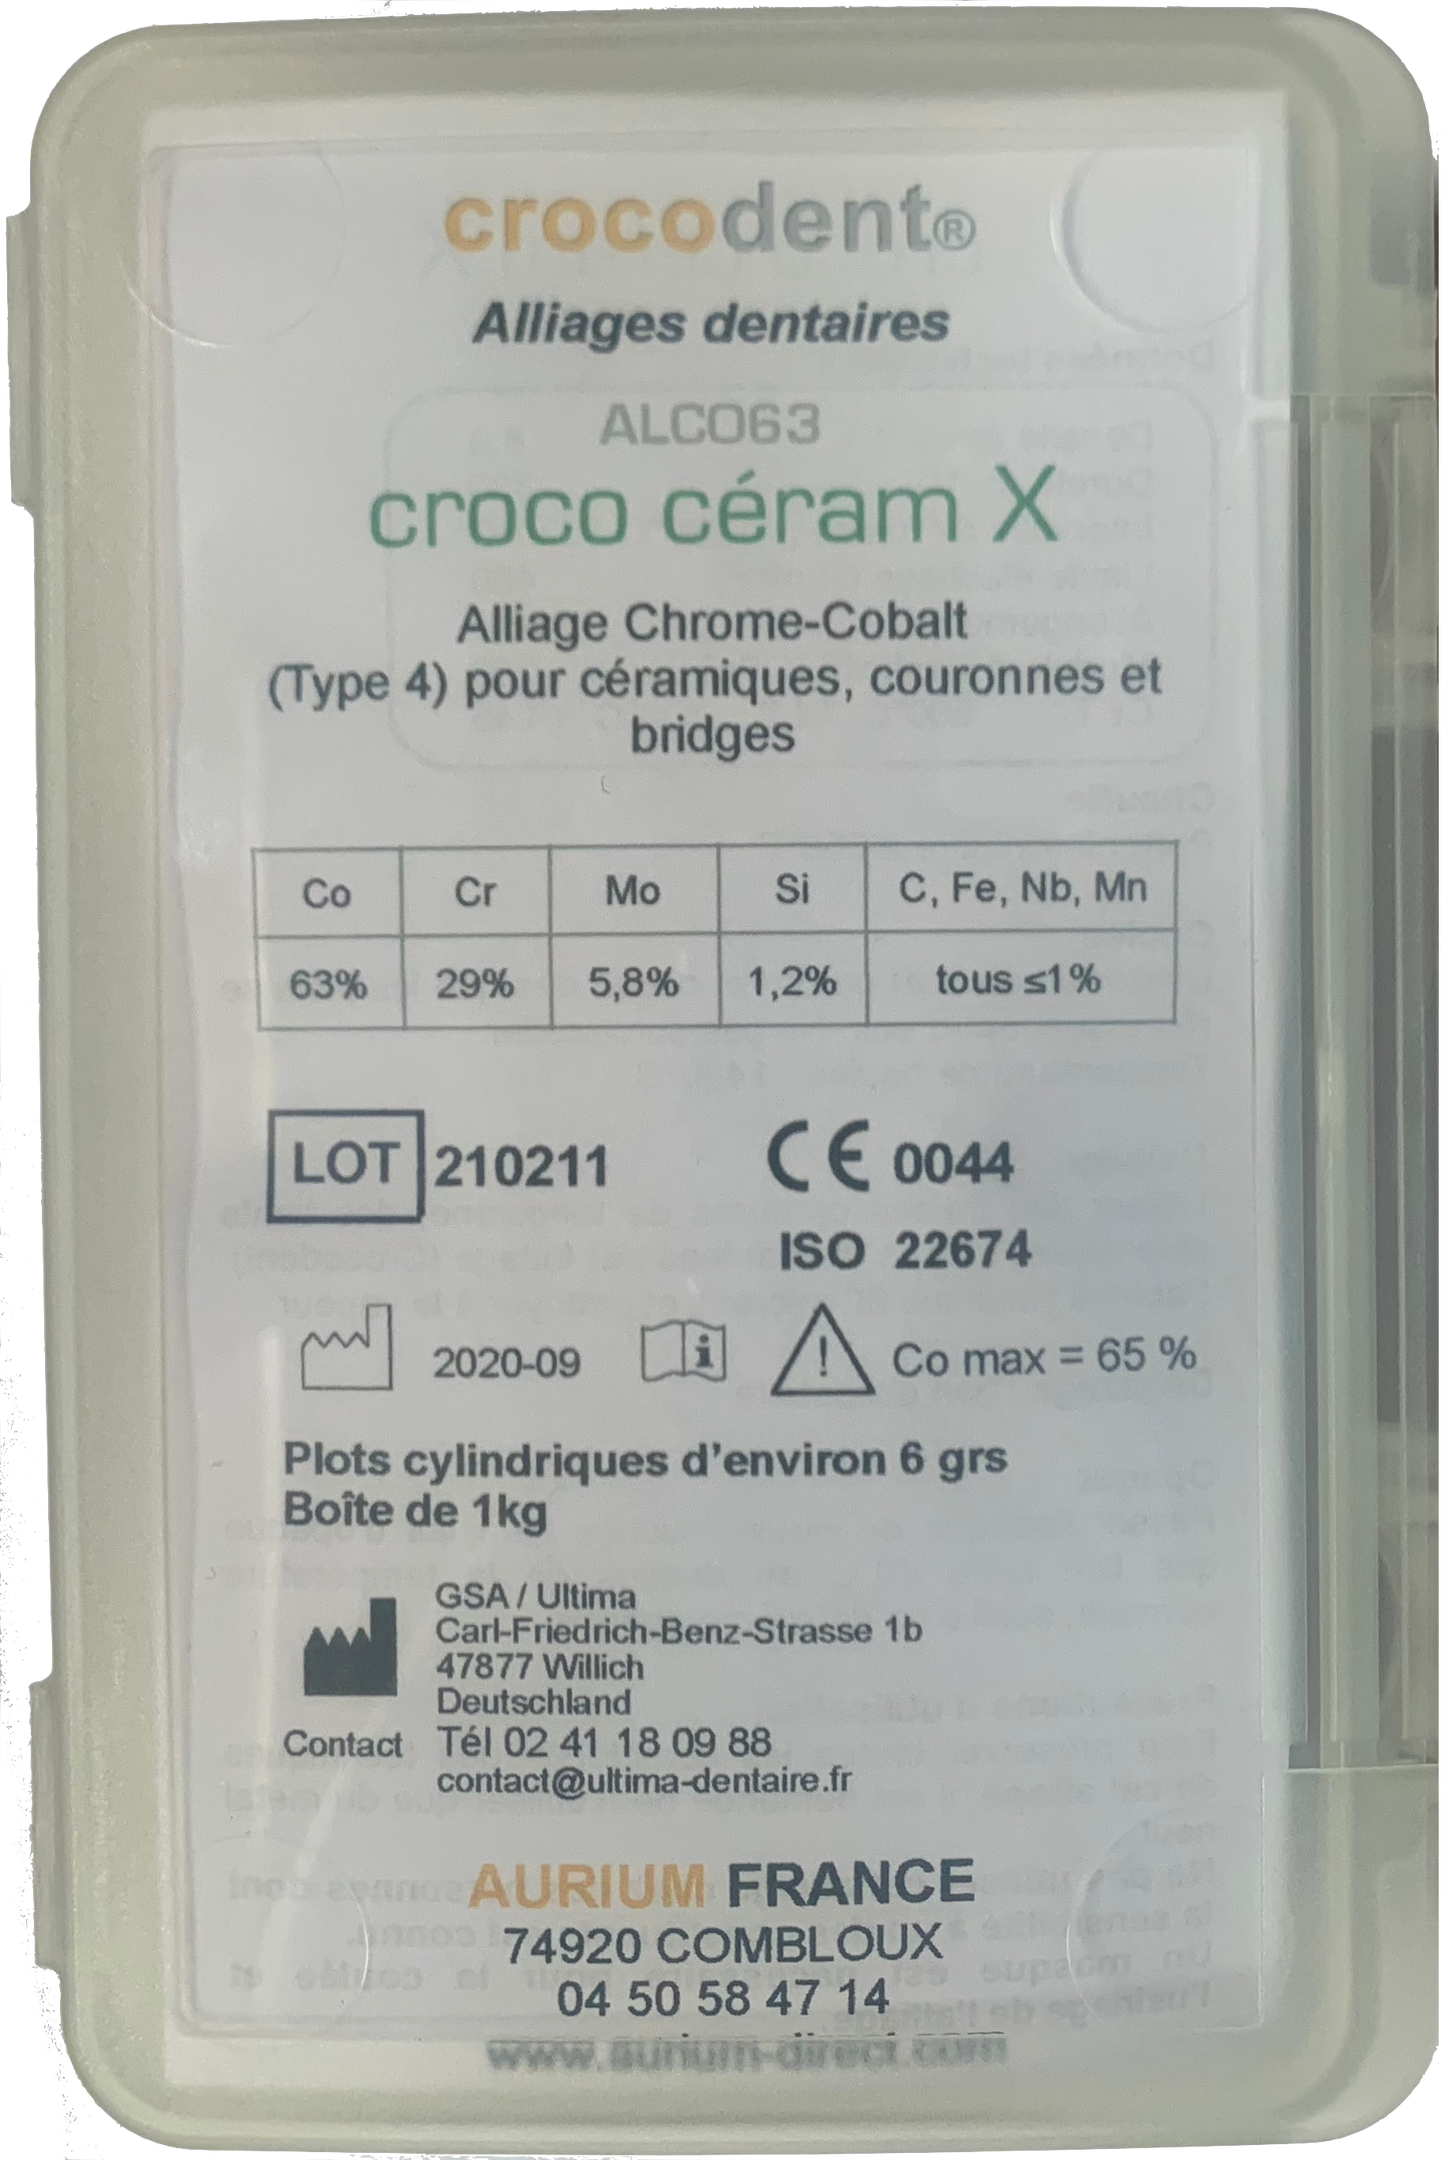 crocodent®
Alliages dentaires
ALCO63
croco céram X
Alliage Chrome-Cobalt
(Type 4) pour céramiques, couronnes et
bridges
Co Cr Mo Si C, Fe, Nb, Mn
63% 29% 5,8% 1,2% tous ≤1%
LOT 210211 CE 0044
ISO 22674
2020-09 i ! Co max = 65 %
Plots cylindriques d'environ 6 grs
Boîte de 1kg
GSA / Ultima
Carl-Friedrich-Benz-Strasse 1b
47877 Willich
Deutschland
Contact Tél 02 41 18 09 88
contact@ultima-dentaire.fr
AURIUM FRANCE
74920 COMBLOUX
04 50 58 47 14
www.aurium-direct.com